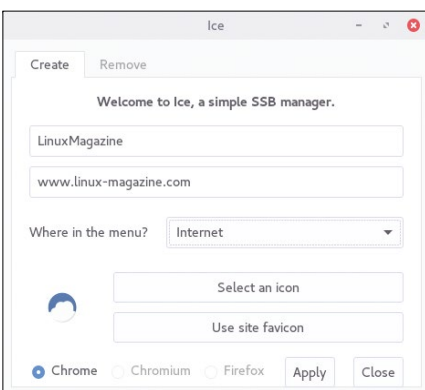 Ice
Create Remove
Welcome to Ice, a simple SSB manager.
LinuxMagazine
www.linux-magazine.com
Where in the menu? Internet
Select an icon
Use site favicon
Chrome Chromium Firefox Apply Close